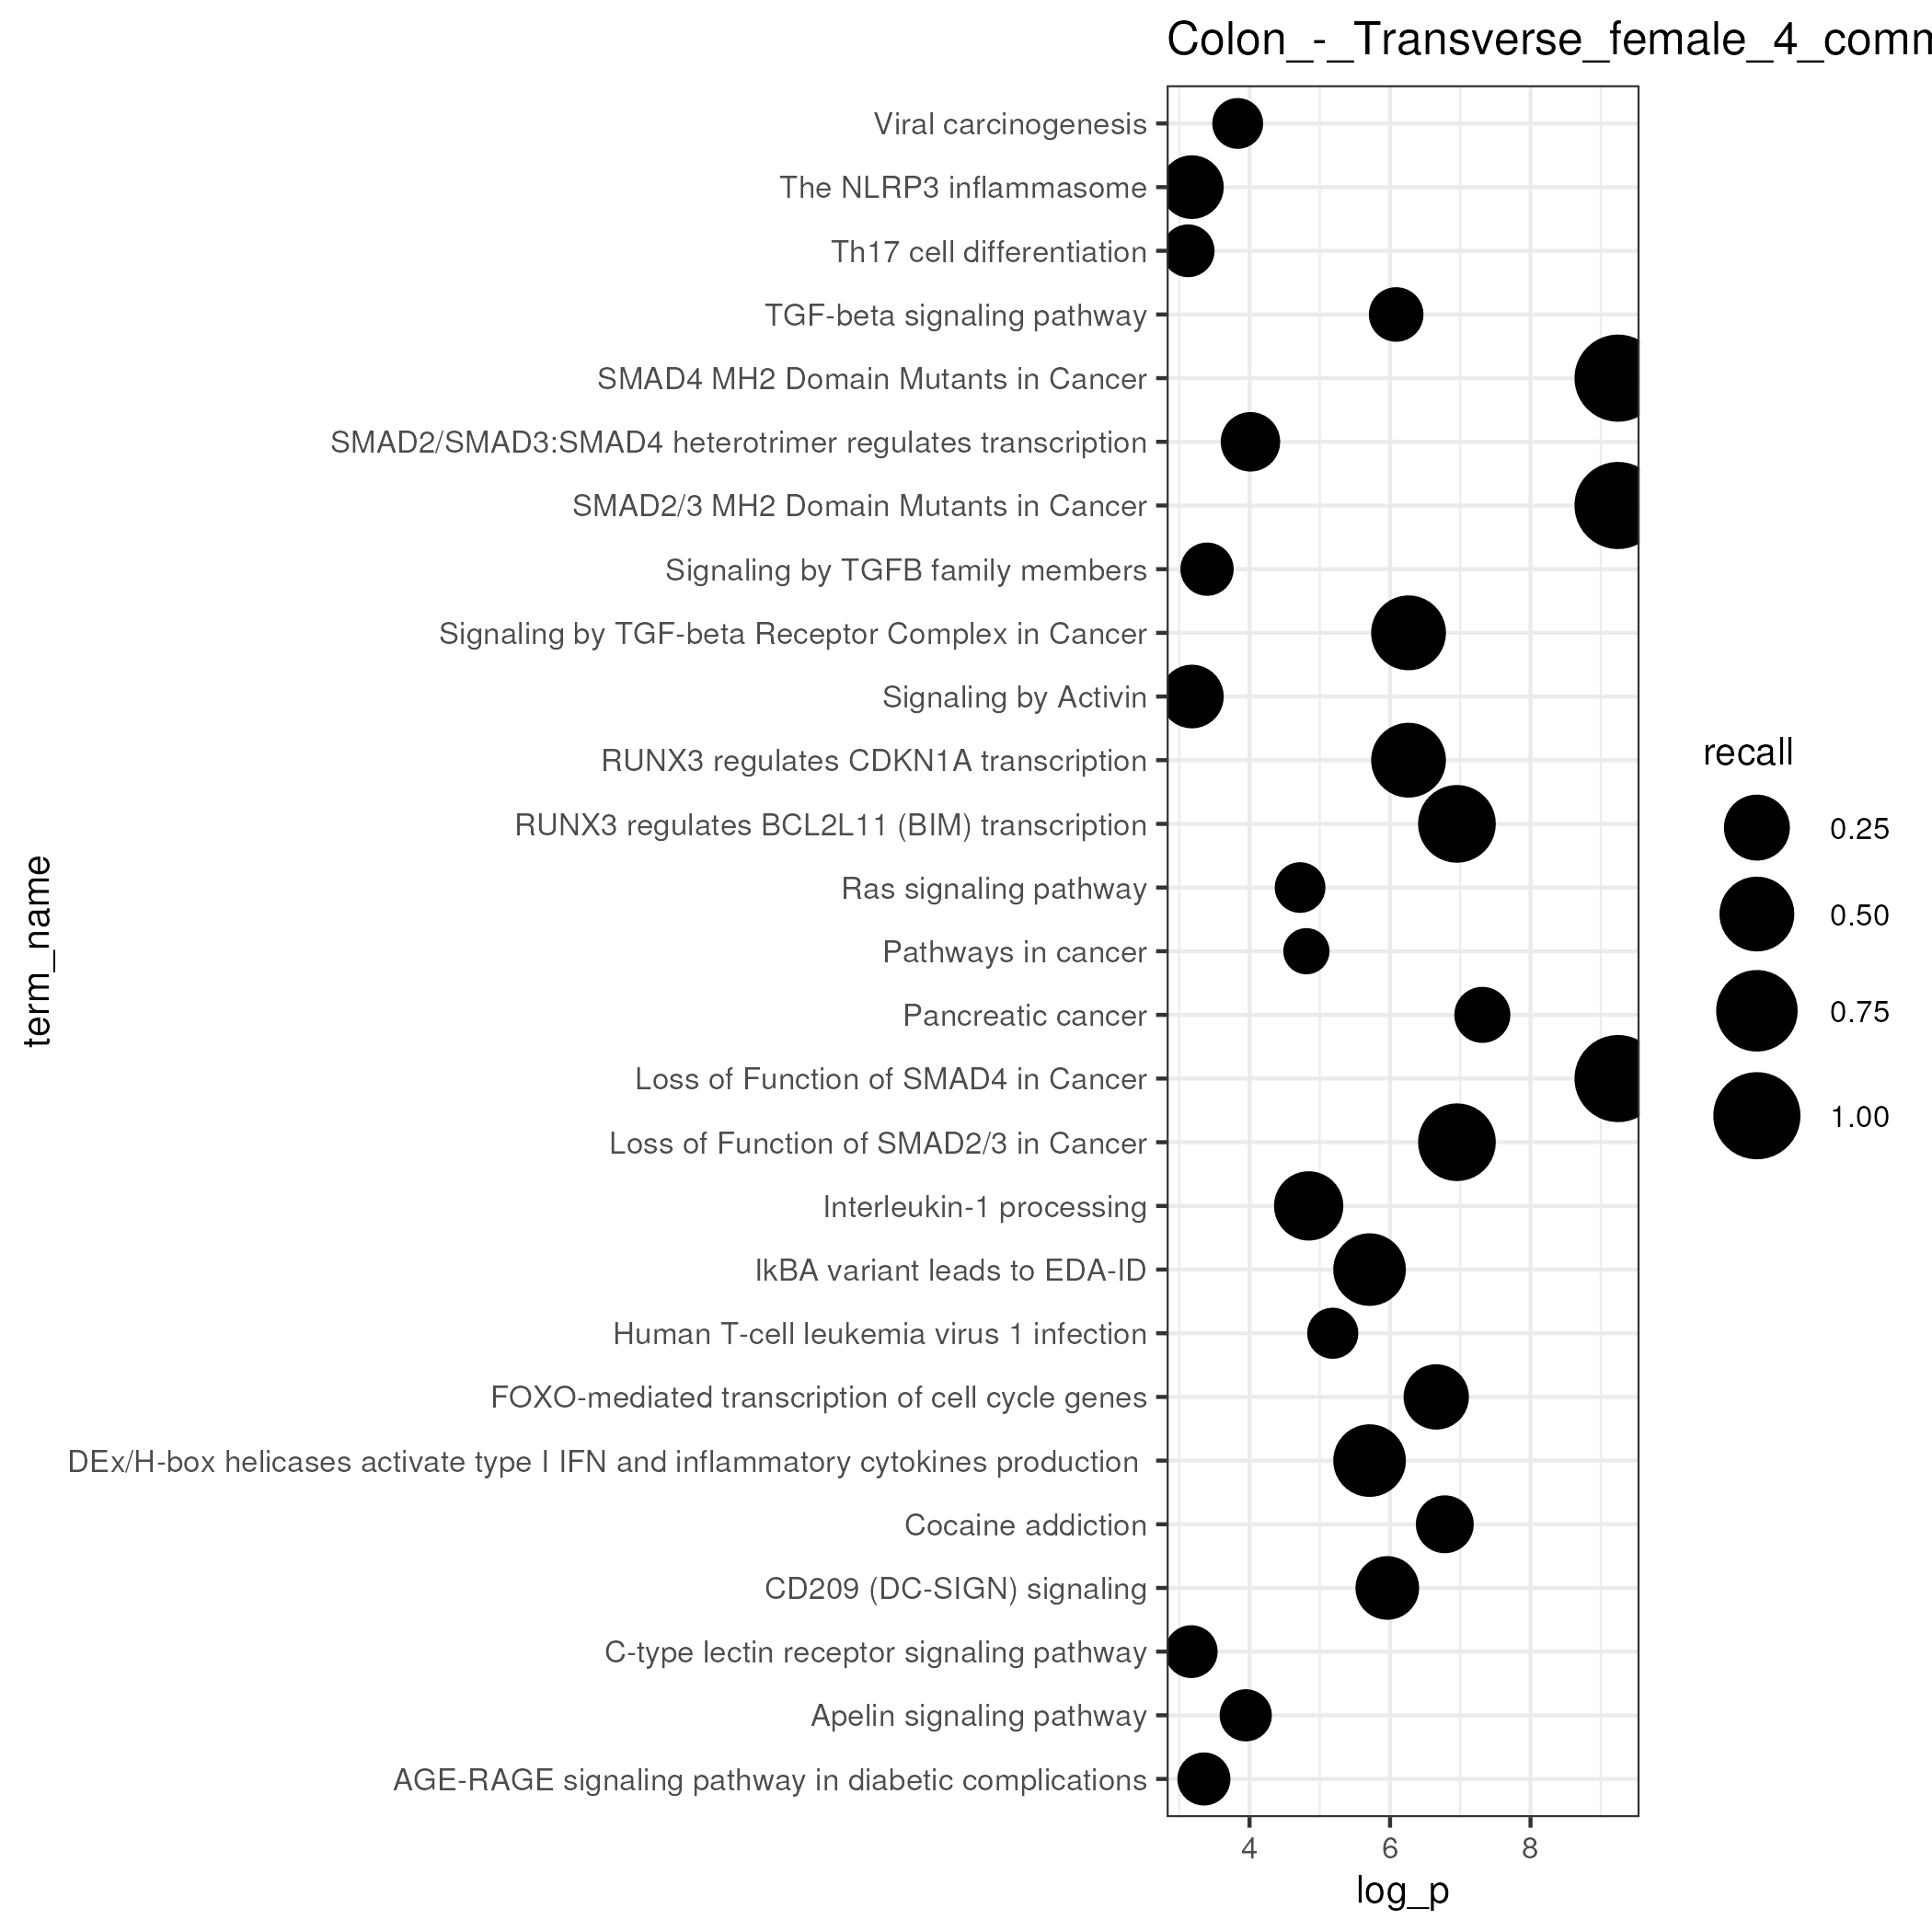 Colon_-_Transverse_female_4_comm
Viral carcinogenesis
The NLRP3 inflammasome
Th17 cell differentiation
TGF-beta signaling pathway
SMAD4 MH2 Domain Mutants in Cancer
SMAD2/SMAD3:SMAD4 heterotrimer regulates transcription
SMAD2/3 MH2 Domain Mutants in Cancer
Signaling by TGFB family members
Signaling by TGF-beta Receptor Complex in Cancer
Signaling by Activin
RUNX3 regulates CDKN1A transcription
RUNX3 regulates BCL2L11 (BIM) transcription
Ras signaling pathway
Pathways in cancer
Pancreatic cancer
Loss of Function of SMAD4 in Cancer
Loss of Function of SMAD2/3 in Cancer
Interleukin-1 processing
IkBA variant leads to EDA-ID
Human T-cell leukemia virus 1 infection
FOXO-mediated transcription of cell cycle genes
DEx/H-box helicases activate type I IFN and inflammatory cytokines production
Cocaine addiction
CD209 (DC-SIGN) signaling
C-type lectin receptor signaling pathway
Apelin signaling pathway
AGE-RAGE signaling pathway in diabetic complications
term_name
4 6 8
log_p
recall
0.25
0.50
0.75
1.00